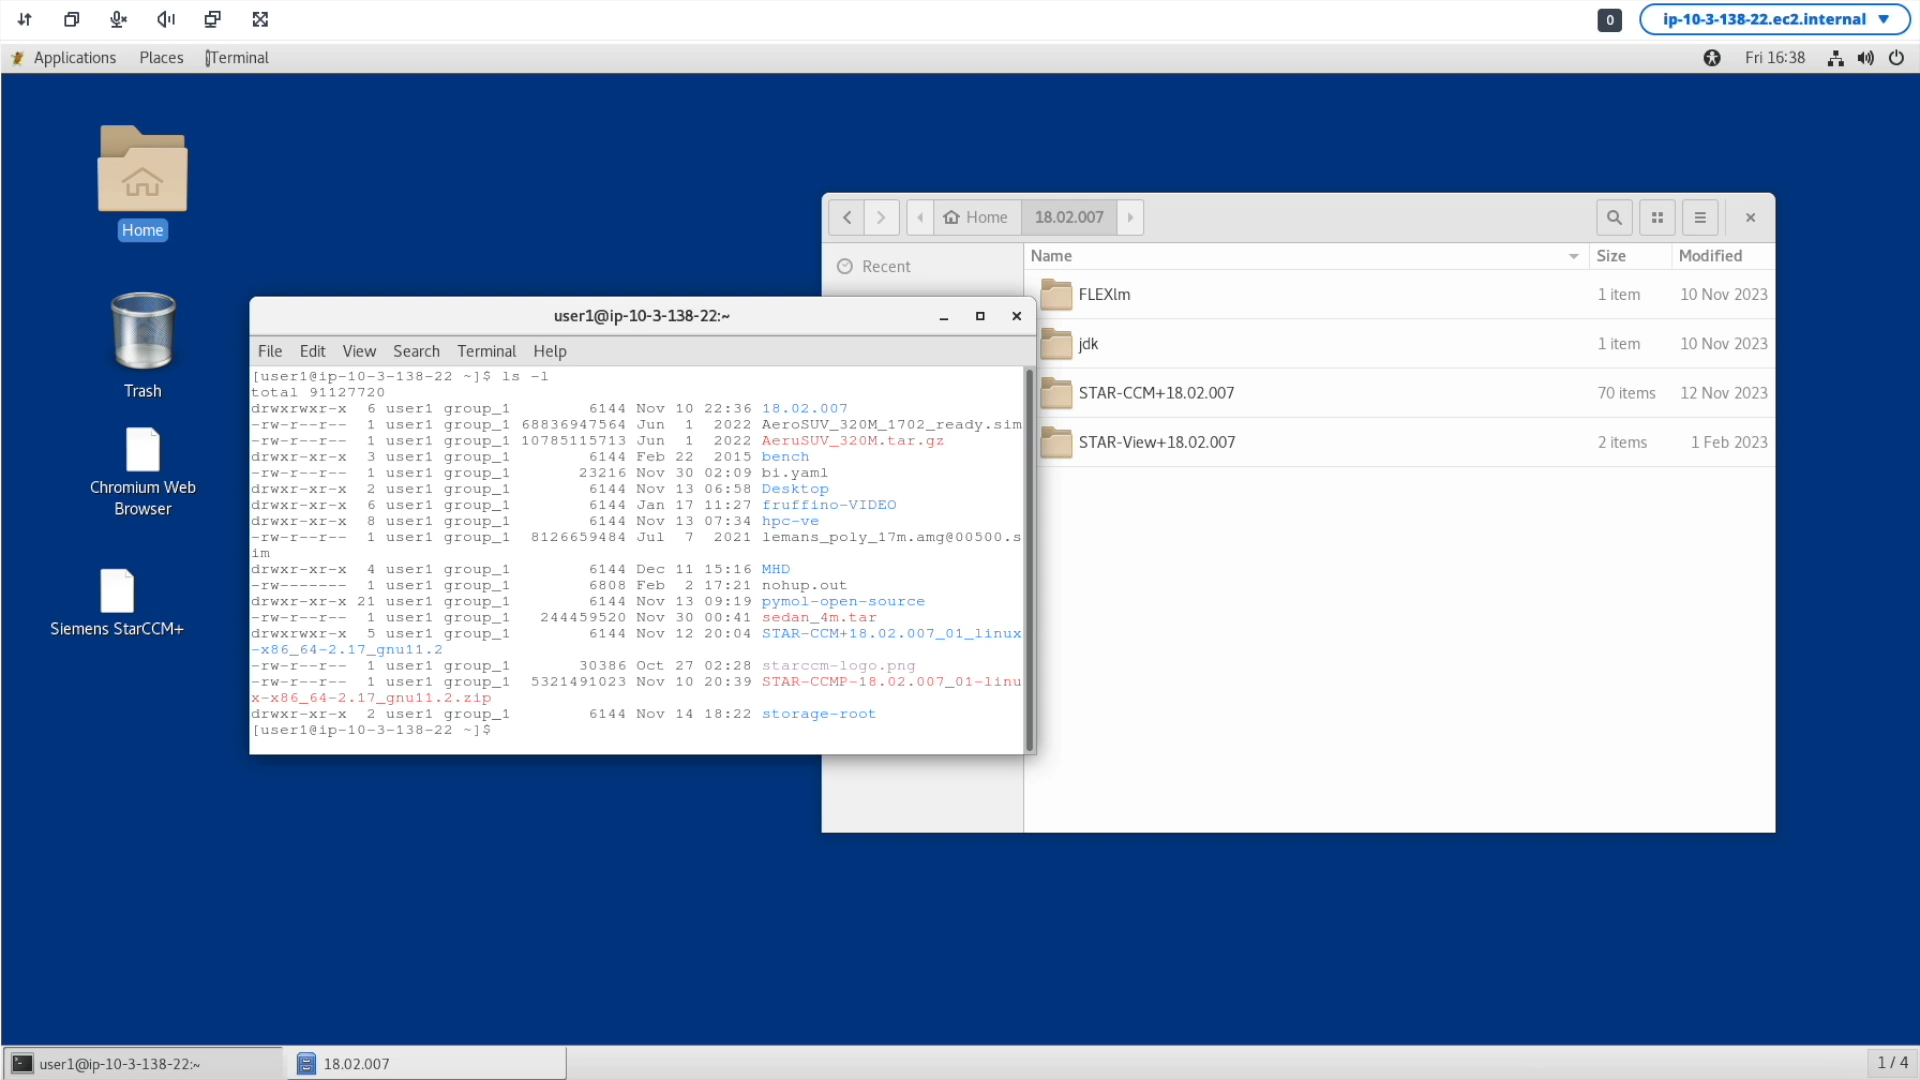 0
ip-10-3-138-22.ec2.internal
Applications Places Terminal
Fri 16:38
Home
Trash
Chromium Web
Browser
Siemens StarCCM+
Home 18.02.007
Recent
Name Size Modified
FLEXlm 1 item 10 Nov 2023
jdk 1 item 10 Nov 2023
STAR-CCM+18.02.007 70 items 12 Nov 2023
STAR-View+18.02.007 2 items 1 Feb 2023
user1@ip-10-3-138-22:~
File Edit View Search Terminal Help
[user1@ip-10-3-138-22 ~]$ ls -l
total 91127720
drwxrwxr-x 6 user1 group_1 6144 Nov 10 22:36 18.02.007
-rw-r--r-- 1 user1 group_1 68836947564 Jun 1 2022 AeroSUV_320M_1702_ready.sim
-rw-r--r-- 1 user1 group_1 10785115713 Jun 1 2022 AeruSUV_320M.tar.gz
drwxr-xr-x 3 user1 group_1 6144 Feb 22 2015 bench
-rw-r--r-- 1 user1 group_1 23216 Nov 30 02:09 bi.yaml
drwxr-xr-x 2 user1 group_1 6144 Nov 13 06:58 Desktop
drwxr-xr-x 6 user1 group_1 6144 Jan 17 11:27 fruffino-VIDEO
drwxr-xr-x 8 user1 group_1 6144 Nov 13 07:34 hpc-ve
-rw-r--r-- 1 user1 group_1 8126659484 Jul 7 2021 lemans_poly_17m.amg@00500.s
im
drwxr-xr-x 4 user1 group_1 6144 Dec 11 15:16 MHD
-rw------- 1 user1 group_1 6808 Feb 2 17:21 nohup.out
drwxr-xr-x 21 user1 group_1 6144 Nov 13 09:19 pymol-open-source
-rw-r--r-- 1 user1 group_1 244459520 Nov 30 00:41 sedan_4m.tar
drwxrwxr-x 5 user1 group_1 6144 Nov 12 20:04 STAR-CCM+18.02.007_01_linux
-x86_64-2.17_gnu11.2
-rw-r--r-- 1 user1 group_1 30386 Oct 27 02:28 starccm-logo.png
-rw-r--r-- 1 user1 group_1 5321491023 Nov 10 20:39 STAR-CCMP-18.02.007_01-linu
x-x86_64-2.17_gnu11.2.zip
drwxr-xr-x 2 user1 group_1 6144 Nov 14 18:22 storage-root
[user1@ip-10-3-138-22 ~]$
user1@ip-10-3-138-22:~
18.02.007
1 / 4